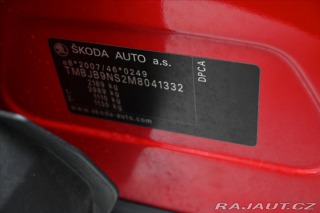 ŠKODA AUTO a.s.
e8*2007/46*0249
TMBJB9NS2M8041332
www.skoda-auto.com
DPCA
RAJAUT.CZ